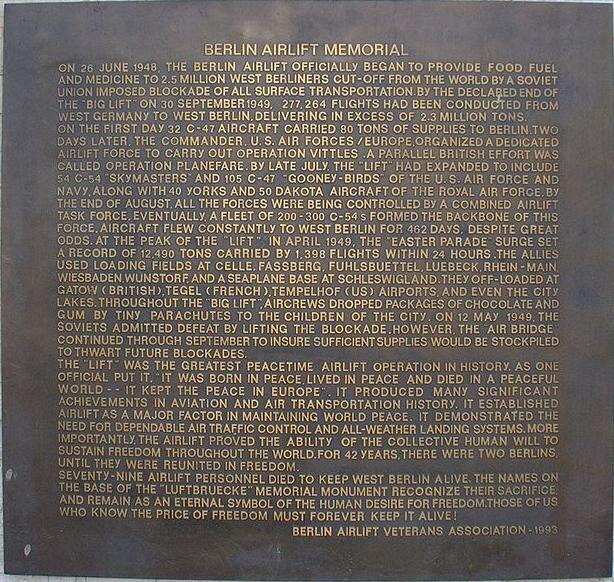 BERLIN AIRLIFT MEMORIAL
ON 26 JUNE 1948, THE BERLIN AIRLIFT OFFICIALLY BEGAN TO PROVIDE FOOD, FUEL
AND MEDICINE TO 2.5 MILLION WEST BERLINERS CUT-OFF FROM THE WORLD BY A SOVIET
UNION IMPOSED BLOCKADE OF ALL SURFACE TRANSPORTATION. BY THE DECLARED END OF
THE "BIG LIFT" ON 30 SEPTEMBER 1949, 277,264 FLIGHTS HAD BEEN CONDUCTED FROM
WEST GERMANY TO WEST BERLIN, DELIVERING IN EXCESS OF 2.3 MILLION TONS.
ON THE FIRST DAY 32 C-47 AIRCRAFT CARRIED 80 TONS OF SUPPLIES TO BERLIN. TWO
DAYS LATER, THE COMMANDER, U.S. AIR FORCES / EUROPE, ORGANIZED A DEDICATED
AIRLIFT FORCE TO CARRY OUT OPERATION VITTLES. A PARALLEL BRITISH EFFORT WAS
CALLED OPERATION PLANEFARE. BY LATE JULY THE "LIFT" HAD EXPANDED TO INCLUDE
54 C-54 "SKYMASTERS" AND 105 C-47 "GOONEY-BIRDS" OF THE U.S. AIR FORCE AND
NAVY, ALONG WITH 40 YORKS AND 50 DAKOTA AIRCRAFT OF THE ROYAL AIR FORCE. BY
THE END OF AUGUST, ALL THE FORCES WERE BEING CONTROLLED BY A COMBINED AIRLIFT
TASK FORCE. EVENTUALLY, A FLEET OF 200-300 C-54 S FORMED THE BACKBONE OF THIS
FORCE. AIRCRAFT FLEW CONSTANTLY TO WEST BERLIN FOR 462 DAYS, DESPITE GREAT
ODDS. AT THE PEAK OF THE "LIFT" IN APRIL 1949, THE "EASTER PARADE" SURGE SET
A RECORD OF 12,490 TONS CARRIED BY 1,398 FLIGHTS WITHIN 24 HOURS. THE ALLIES
USED LOADING FIELDS AT CELLE, FASSBERG, FUHLSBUETTEL, LUEBECK, RHEIN-MAIN,
WIESBADEN, WUNSTORF, AND A SEAPLANE BASE AT SCHLESWIGLAND. THEY OFF-LOADED AT
GATOW (BRITISH), TEGEL (FRENCH), TEMPELHOF (US) AIRPORTS AND EVEN THE CITY
LAKES. THROUGHOUT THE "BIG LIFT", AIRCREWS DROPPED PACKAGES OF CHOCOLATE AND
GUM BY TINY PARACHUTES TO THE CHILDREN OF THE CITY. ON 12 MAY 1949, THE
SOVIETS ADMITTED DEFEAT BY LIFTING THE BLOCKADE. HOWEVER, THE "AIR BRIDGE"
CONTINUED THROUGH SEPTEMBER TO INSURE SUFFICIENT SUPPLIES WOULD BE STOCKPILED
TO THWART FUTURE BLOCKADES.
THE "LIFT" WAS THE GREATEST PEACETIME AIRLIFT OPERATION IN HISTORY. AS ONE
OFFICIAL PUT IT, "IT WAS BORN IN PEACE, LIVED IN PEACE AND DIED IN A PEACEFUL
WORLD -- IT KEPT THE PEACE IN EUROPE". IT PRODUCED MANY SIGNIFICANT
ACHIEVEMENTS IN AVIATION AND AIR TRANSPORTATION HISTORY. IT ESTABLISHED
AIRLIFT AS A MAJOR FACTOR IN MAINTAINING WORLD PEACE. IT DEMONSTRATED THE
NEED FOR DEPENDABLE AIR TRAFFIC CONTROL AND ALL-WEATHER LANDING SYSTEMS. MORE
IMPORTANTLY, THE AIRLIFT PROVED THE ABILITY OF THE COLLECTIVE HUMAN WILL TO
SUSTAIN FREEDOM THROUGHOUT THE WORLD. FOR 42 YEARS, THERE WERE TWO BERLINS,
UNTIL THEY WERE REUNITED IN FREEDOM.
SEVENTY-NINE AIRLIFT PERSONNEL DIED TO KEEP WEST BERLIN ALIVE. THE NAMES ON
THE BASE OF THE "LUFTBRUECKE" MEMORIAL MONUMENT RECOGNIZE THEIR SACRIFICE,
AND REMAIN AS AN ETERNAL SYMBOL OF THE HUMAN DESIRE FOR FREEDOM. THOSE OF US
WHO KNOW THE PRICE OF FREEDOM MUST FOREVER KEEP IT ALIVE!
BERLIN AIRLIFT VETERANS ASSOCIATION - 1993